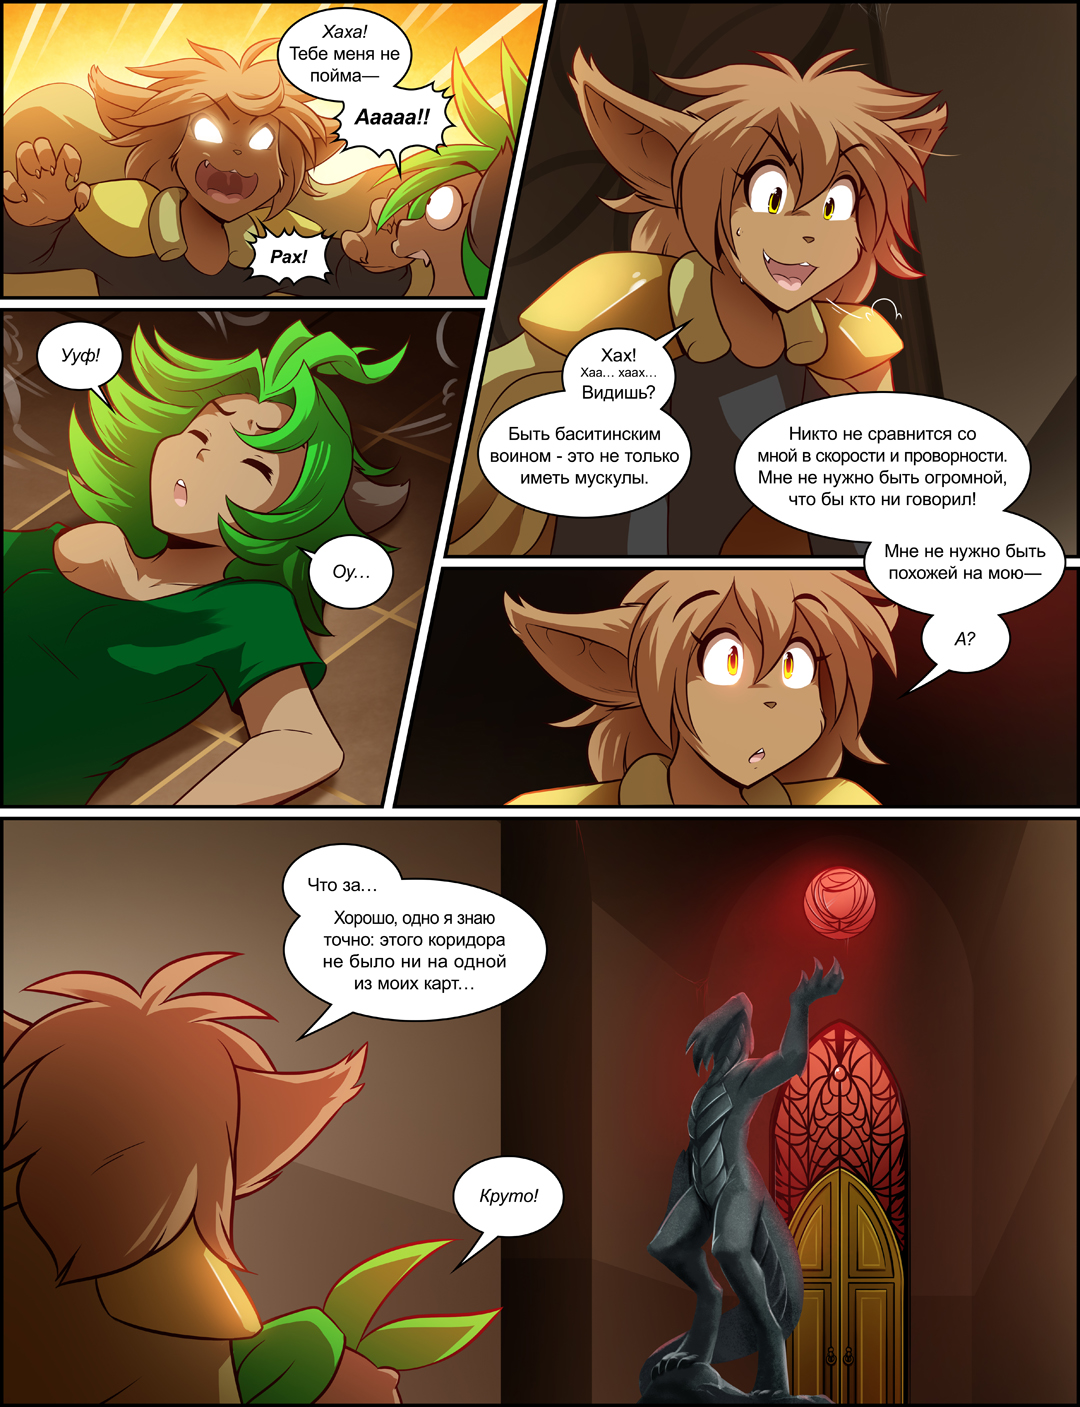 Хаха!
Тебе меня не
пойма—
Ааааа!!
Рах!
Хах!
Хаа... хаах...
Видишь?
Быть баситинским
воином - это не только
иметь мускулы.
Никто не сравнится со
мной в скорости и проворности.
Мне не нужно быть огромной,
что бы кто ни говорил!
Ууф!
Оу...
Мне не нужно быть
похожей на мою—
А?
Что за...
Хорошо, одно я знаю
точно: этого коридора
не было ни на одной
из моих карт...
Круто!